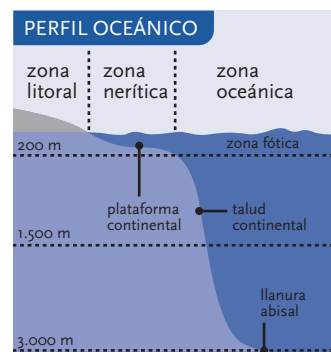 PERFIL OCEÁNICO
zona
litoral
zona
nerítica
zona
oceánica
zona fótica
200 m
plataforma
continental
talud
continental
1.500 m
llanura
abisal
3.000 m